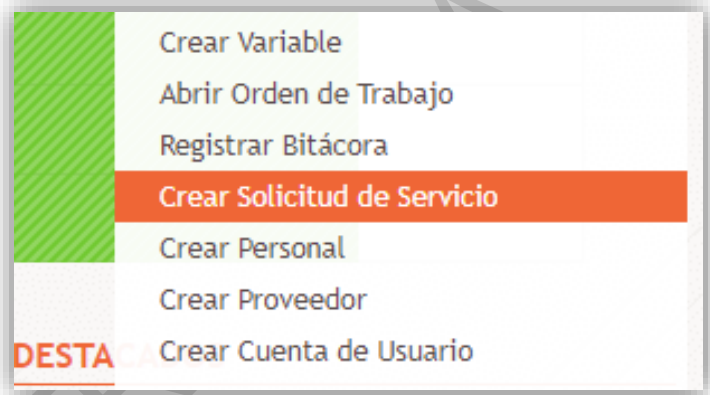 Crear Variable
Abrir Orden de Trabajo
Registrar Bitácora
Crear Solicitud de Servicio
Crear Personal
Crear Proveedor
Crear Cuenta de Usuario
DESTA